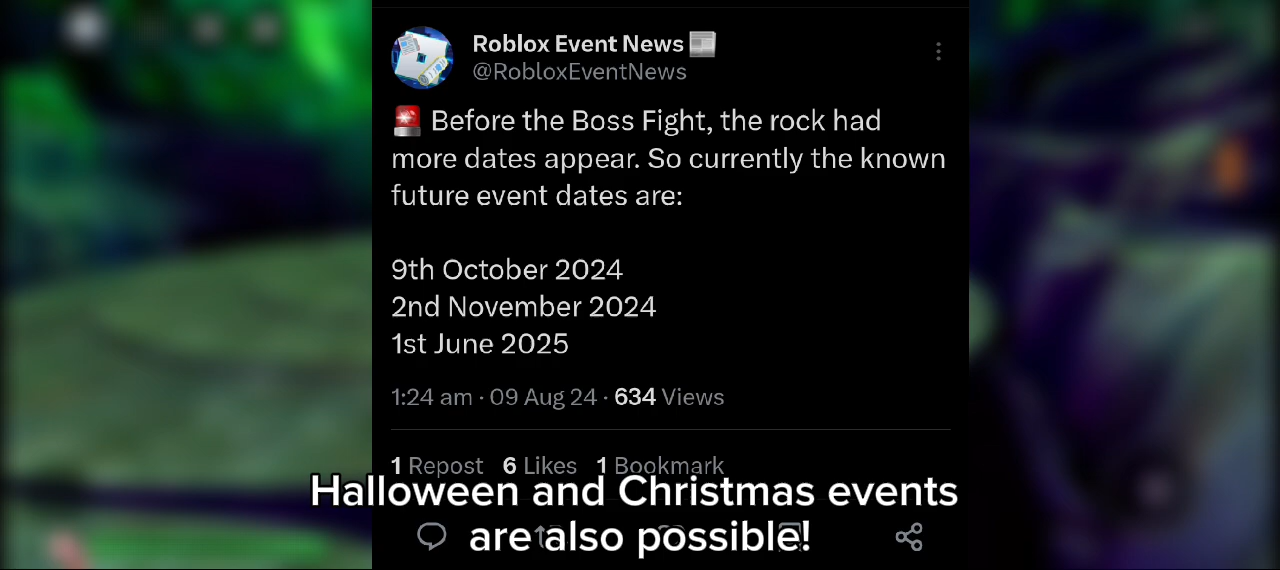 Roblox Event News 📰
@RobloxEventNews
🚨 Before the Boss Fight, the rock had
more dates appear. So currently the known
future event dates are:
9th October 2024
2nd November 2024
1st June 2025
1:24 am · 09 Aug 24 · 634 Views
1 Repost 6 Likes 1 Bookmark
Halloween and Christmas events
are also possible!